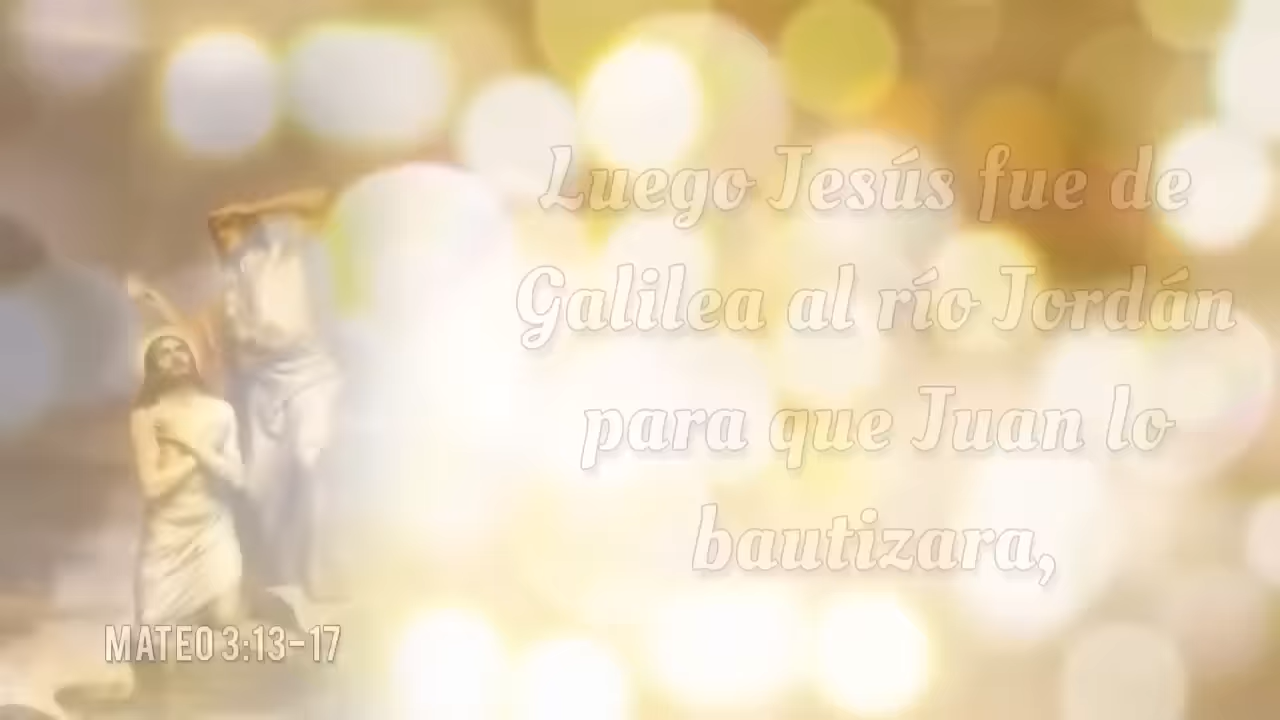 Luego Jesús fue de
Galilea al río Jordán
para que Juan lo
bautizara,
MATEO 3:13-17